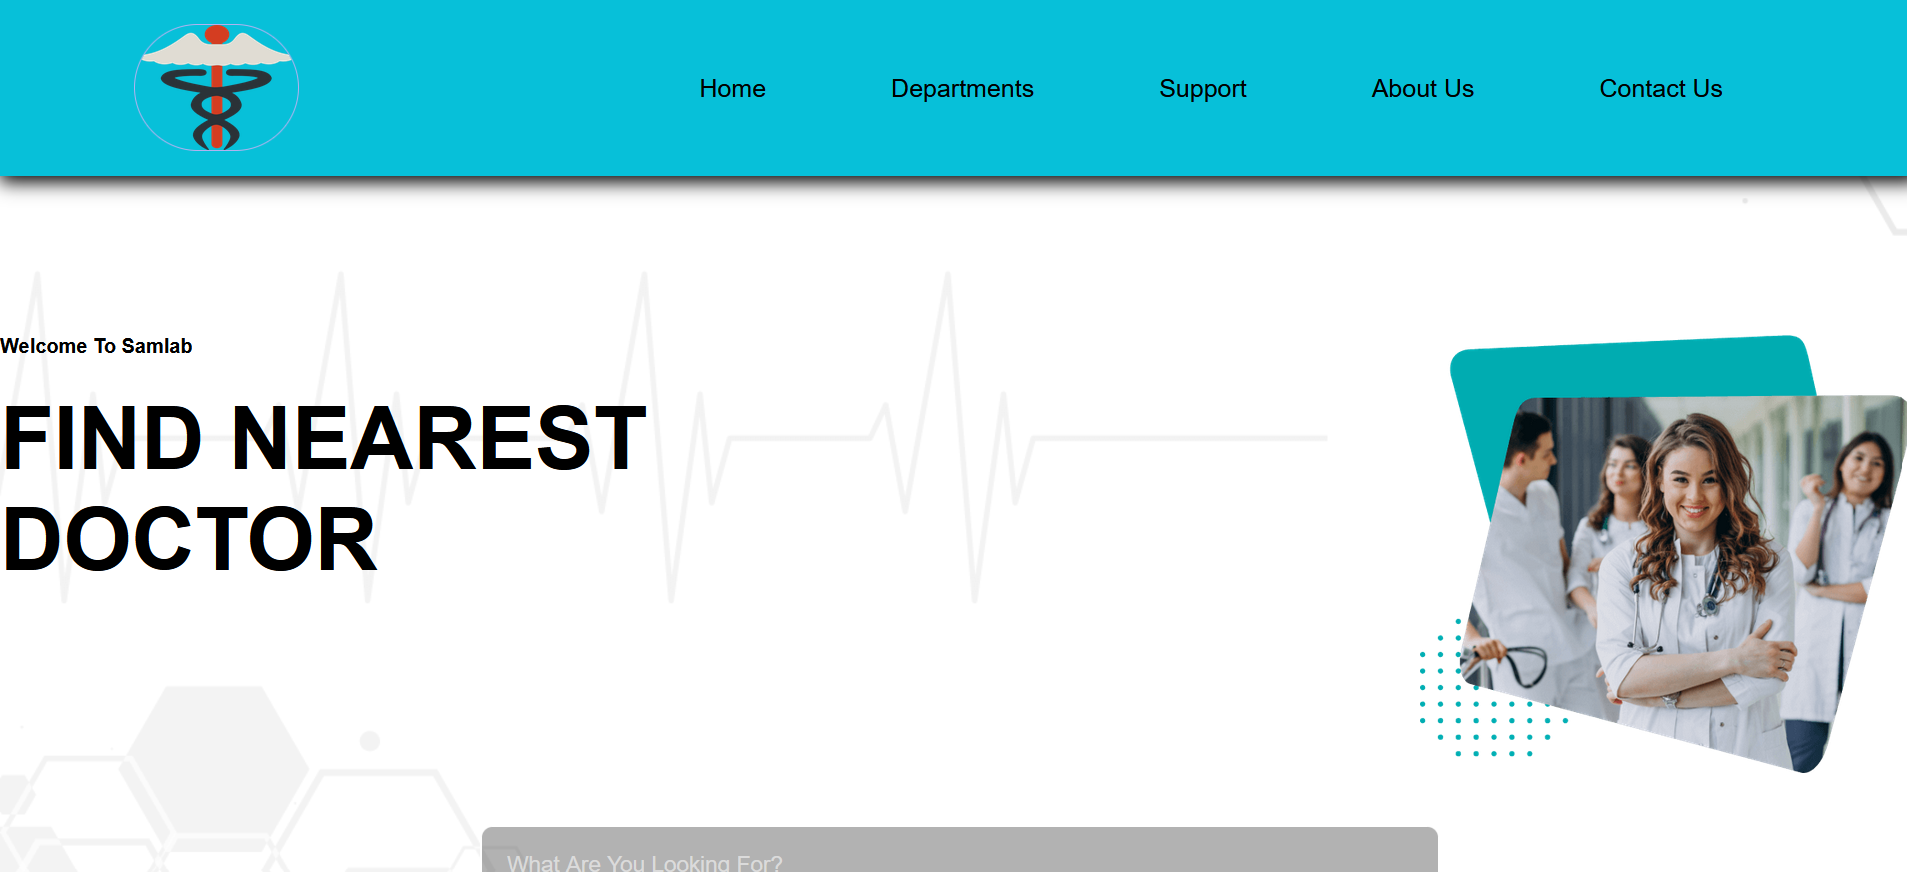 Home Departments Support About Us Contact Us
Welcome To Samlab
FIND NEAREST
DOCTOR
What Are You Looking For?